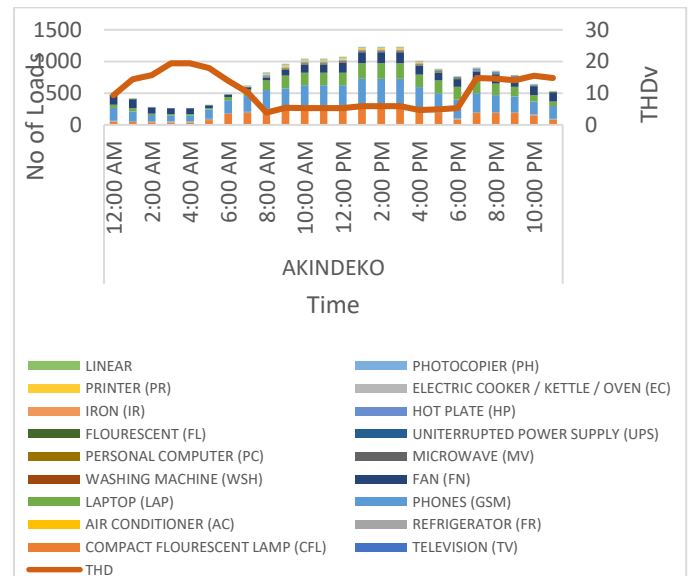 1500
1000
500
0
No of Loads
30
20
10
0
THDv
12:00 AM
2:00 AM
4:00 AM
6:00 AM
8:00 AM
10:00 AM
12:00 PM
2:00 PM
4:00 PM
6:00 PM
8:00 PM
10:00 PM
AKINDEKO
Time
LINEAR
PHOTOCOPIER (PH)
PRINTER (PR)
ELECTRIC COOKER / KETTLE / OVEN (EC)
IRON (IR)
HOT PLATE (HP)
FLOURESCENT (FL)
UNITERRUPTED POWER SUPPLY (UPS)
PERSONAL COMPUTER (PC)
MICROWAVE (MV)
WASHING MACHINE (WSH)
FAN (FN)
LAPTOP (LAP)
PHONES (GSM)
AIR CONDITIONER (AC)
REFRIGERATOR (FR)
COMPACT FLOURESCENT LAMP (CFL)
TELEVISION (TV)
THD